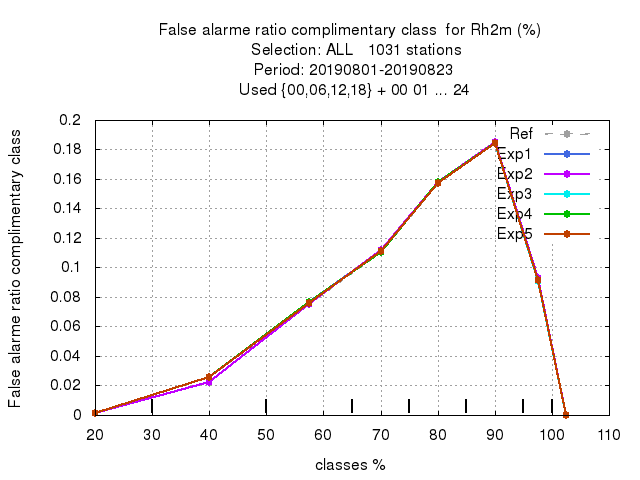 False alarme ratio complimentary class  for Rh2m (%)
Selection: ALL   1031 stations
Period: 20190801-20190823
Used {00,06,12,18} + 00 01 ... 24
False alarme ratio complimentary class
0.2
0.18
0.16
0.14
0.12
0.1
0.08
0.06
0.04
0.02
0
Ref
Exp1
Exp2
Exp3
Exp4
Exp5
20 30 40 50 60 70 80 90 100 110
classes %